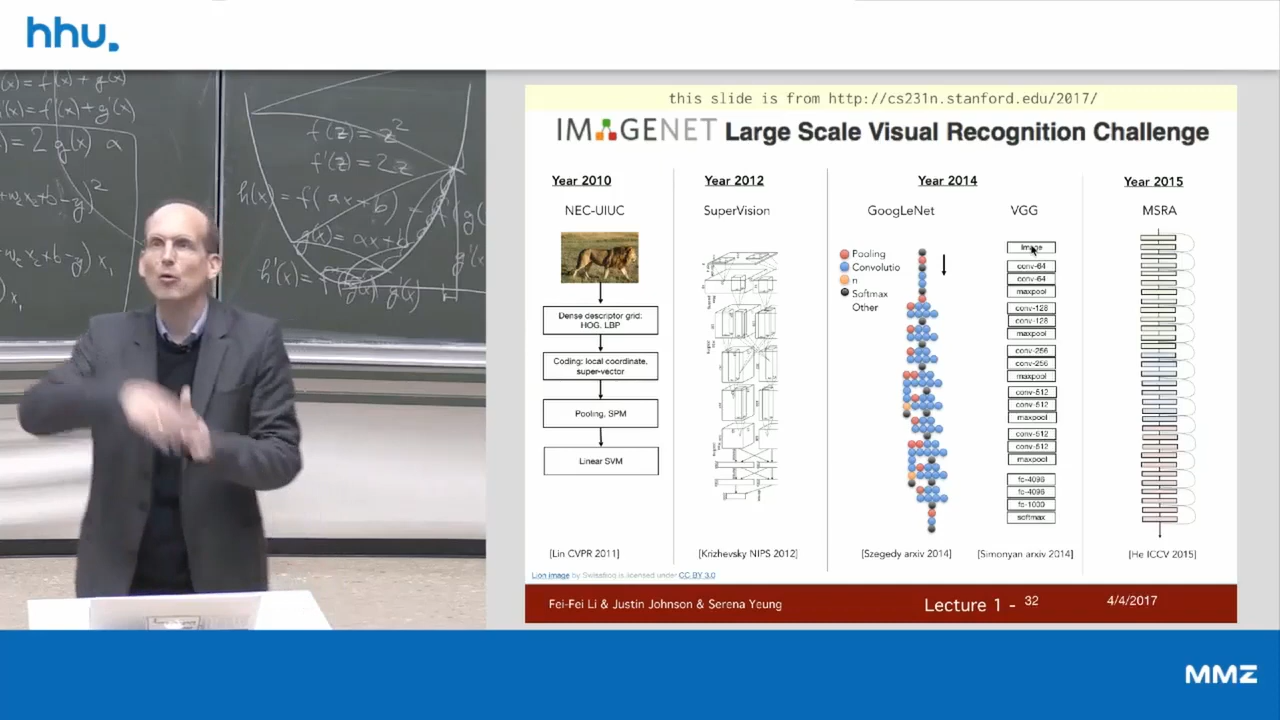 hhu.
f(x) + g(x)
f'(x) + g'(x)
= 2 g(x) a
f(z) = z²
f'(z) = 2z
h(x) = f( ax+b )
g(x) = ax+b
h'(x) =
this slide is from http://cs231n.stanford.edu/2017/
IMAGENET Large Scale Visual Recognition Challenge
Year 2010
NEC-UIUC
Dense descriptor grid:
HOG, LBP
Coding: local coordinate,
super-vector
Pooling, SPM
Linear SVM
[Lin CVPR 2011]
Lion image by Swissfrog is licensed under CC BY 3.0
Year 2012
SuperVision
[Krizhevsky NIPS 2012]
Year 2014
GoogLeNet
Pooling
Convolutio
n
Softmax
Other
[Szegedy arxiv 2014]
VGG
Image
conv-64
conv-64
maxpool
conv-128
conv-128
maxpool
conv-256
conv-256
maxpool
conv-512
conv-512
maxpool
conv-512
conv-512
maxpool
fc-4096
fc-4096
fc-1000
softmax
[Simonyan arxiv 2014]
Year 2015
MSRA
[He ICCV 2015]
Fei-Fei Li & Justin Johnson & Serena Yeung
Lecture 1 - 32
4/4/2017
MMZ